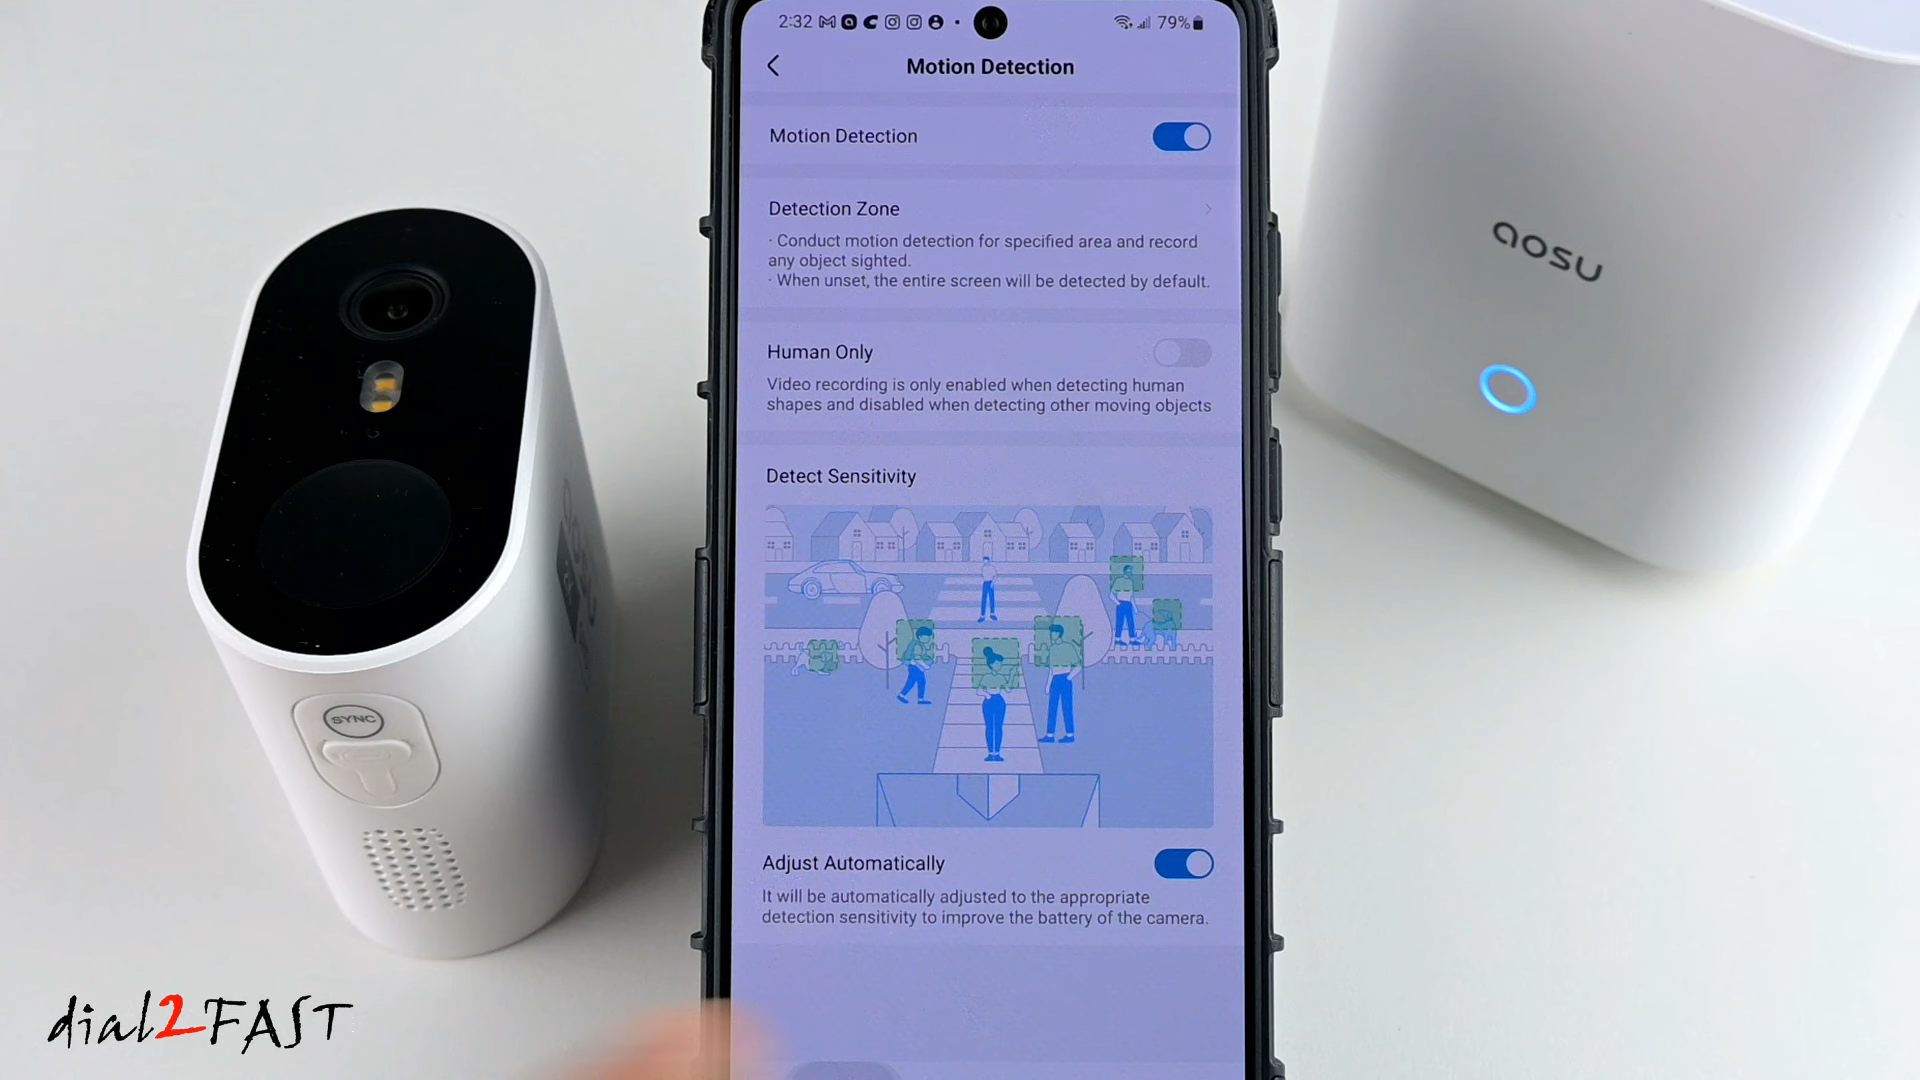 2:32
79%
Motion Detection
Motion Detection
Detection Zone
· Conduct motion detection for specified area and record
any object sighted.
· When unset, the entire screen will be detected by default.
Human Only
Video recording is only enabled when detecting human
shapes and disabled when detecting other moving objects
Detect Sensitivity
Adjust Automatically
It will be automatically adjusted to the appropriate
detection sensitivity to improve the battery of the camera.
aosu
SYNC
dial2FAST